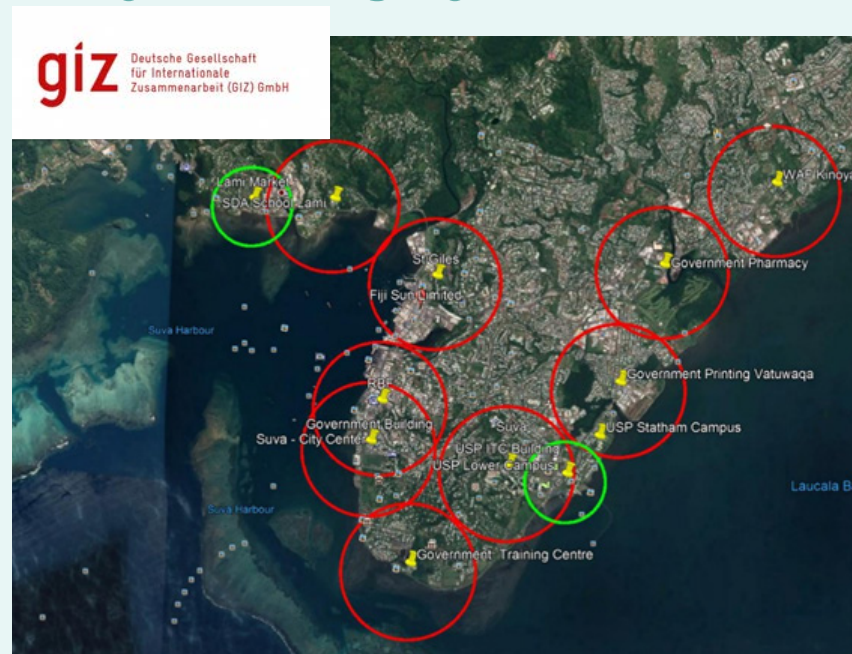 giz
Deutsche Gesellschaft
für Internationale
Zusammenarbeit (GIZ) GmbH
Lami Market
SDA School Lami
WAF Kinoya
St Giles
Government Pharmacy
Fiji Sun Limited
Suva Harbour
Government Printing Vatuwaqa
RBF
Government Building
Suva - City Center
Suva
USP Statham Campus
USP ITC Building
USP Lower Campus
Laucala B
Suva Harbour
Government Training Centre